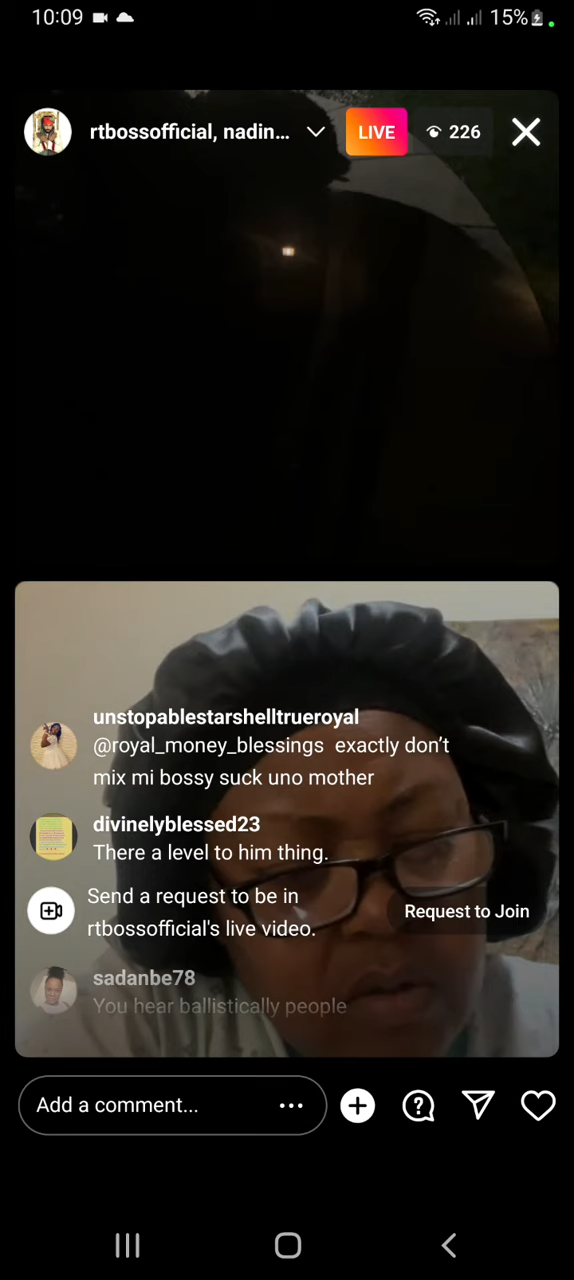 10:09
15%
rtbossofficial, nadin...
LIVE
226
unstopablestarshelltrueroyal
@royal_money_blessings exactly don't
mix mi bossy suck uno mother
divinelyblessed23
There a level to him thing.
Send a request to be in
rtbossofficial's live video.
Request to Join
sadanbe78
You hear ballistically people
Add a comment...